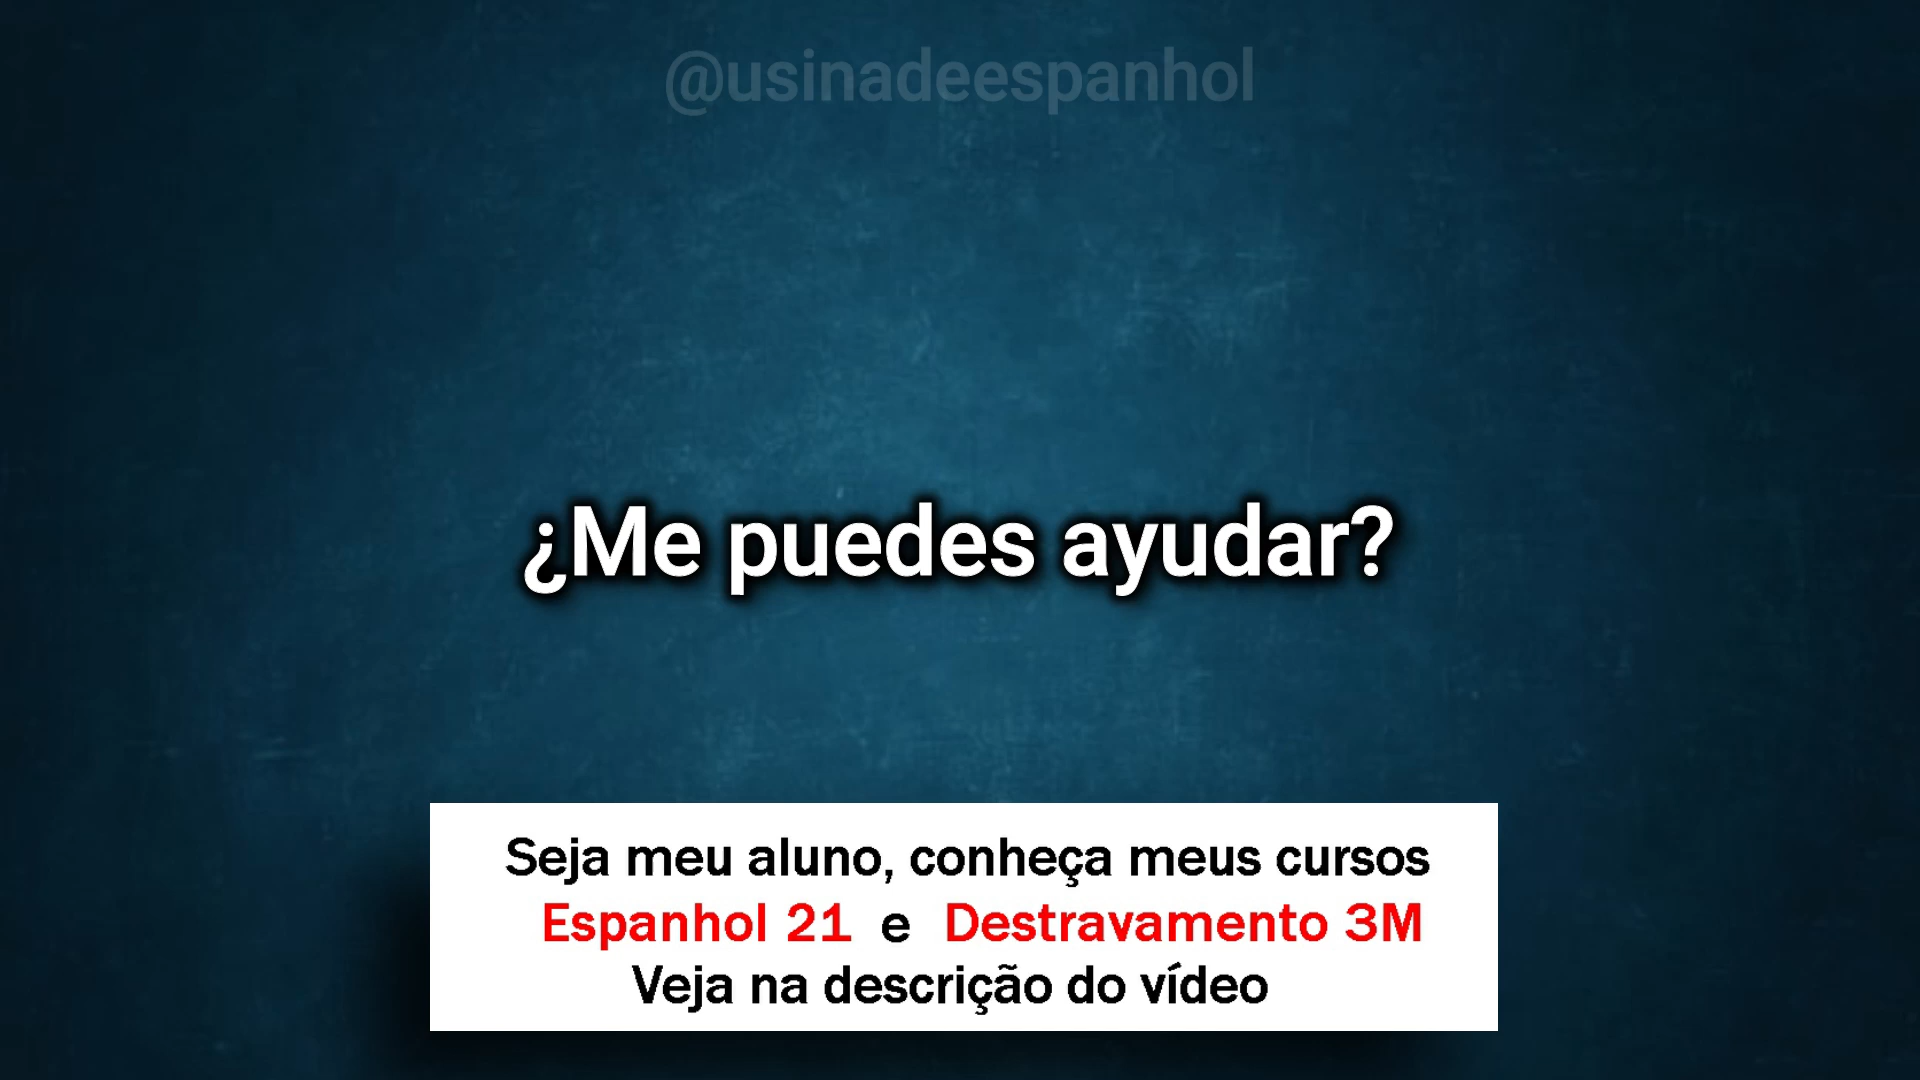 @usinadeespanhol
¿Me puedes ayudar?
Seja meu aluno, conheça meus cursos
Espanhol 21 e Destravamento 3M
Veja na descrição do vídeo